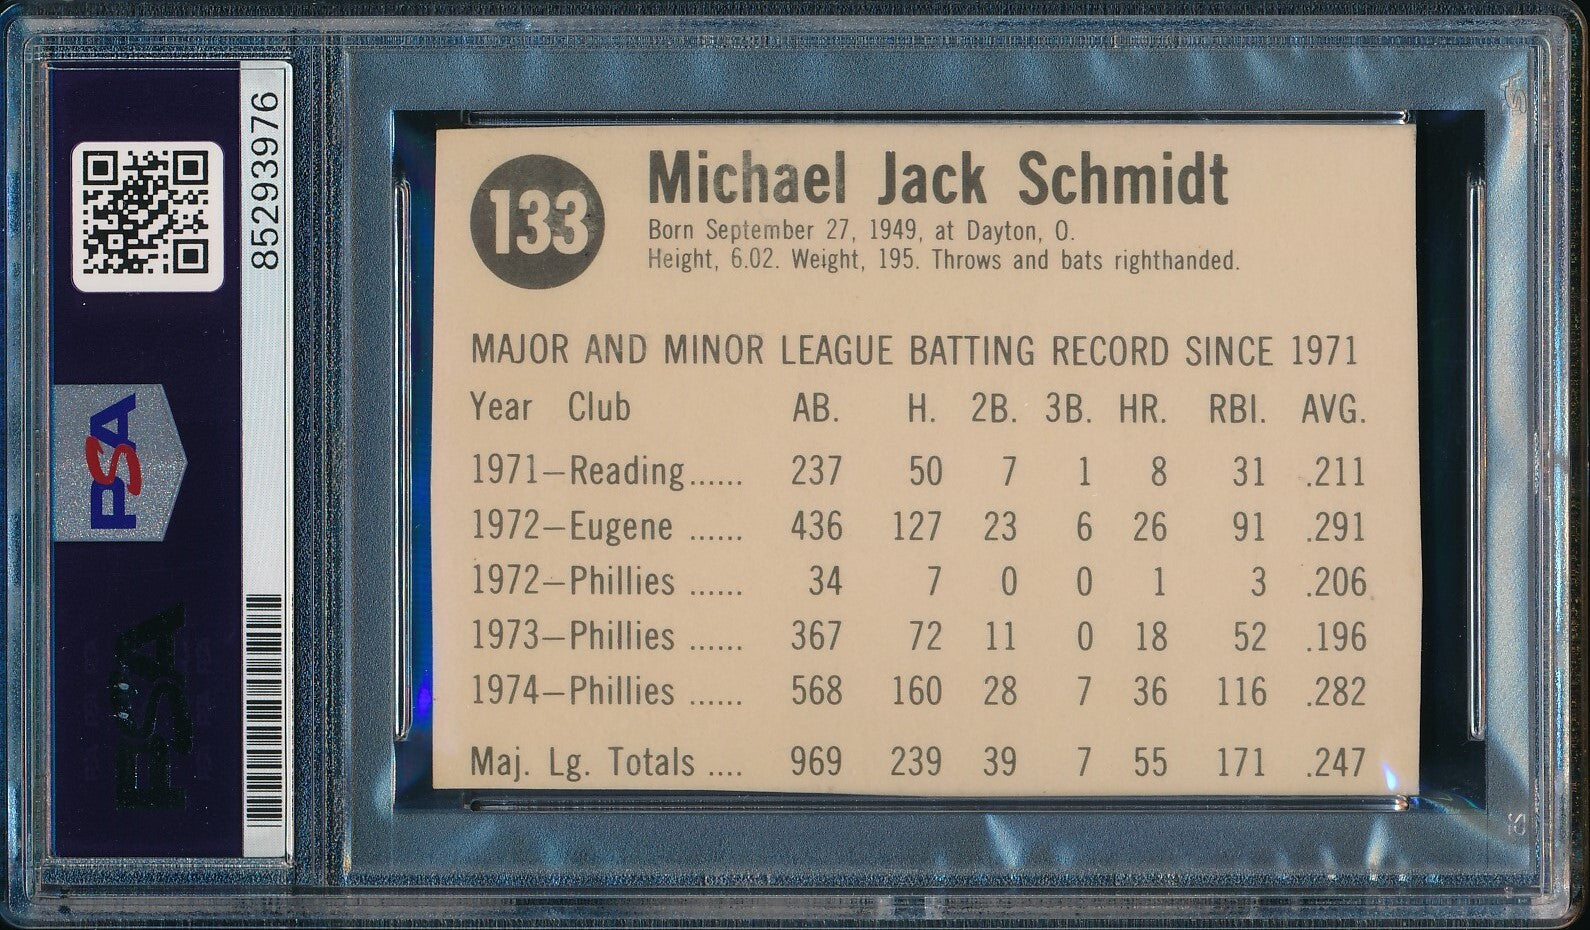 85293976
PSA
PSA
133
Michael Jack Schmidt
Born September 27, 1949, at Dayton, O.
Height, 6.02. Weight, 195. Throws and bats righthanded.
MAJOR AND MINOR LEAGUE BATTING RECORD SINCE 1971
Year Club AB. H. 2B. 3B. HR. RBI. AVG.
1971—Reading...... 237 50 7 1 8 31 .211
1972—Eugene ...... 436 127 23 6 26 91 .291
1972—Phillies ...... 34 7 0 0 1 3 .206
1973—Phillies ...... 367 72 11 0 18 52 .196
1974—Phillies ...... 568 160 28 7 36 116 .282
Maj. Lg. Totals .... 969 239 39 7 55 171 .247